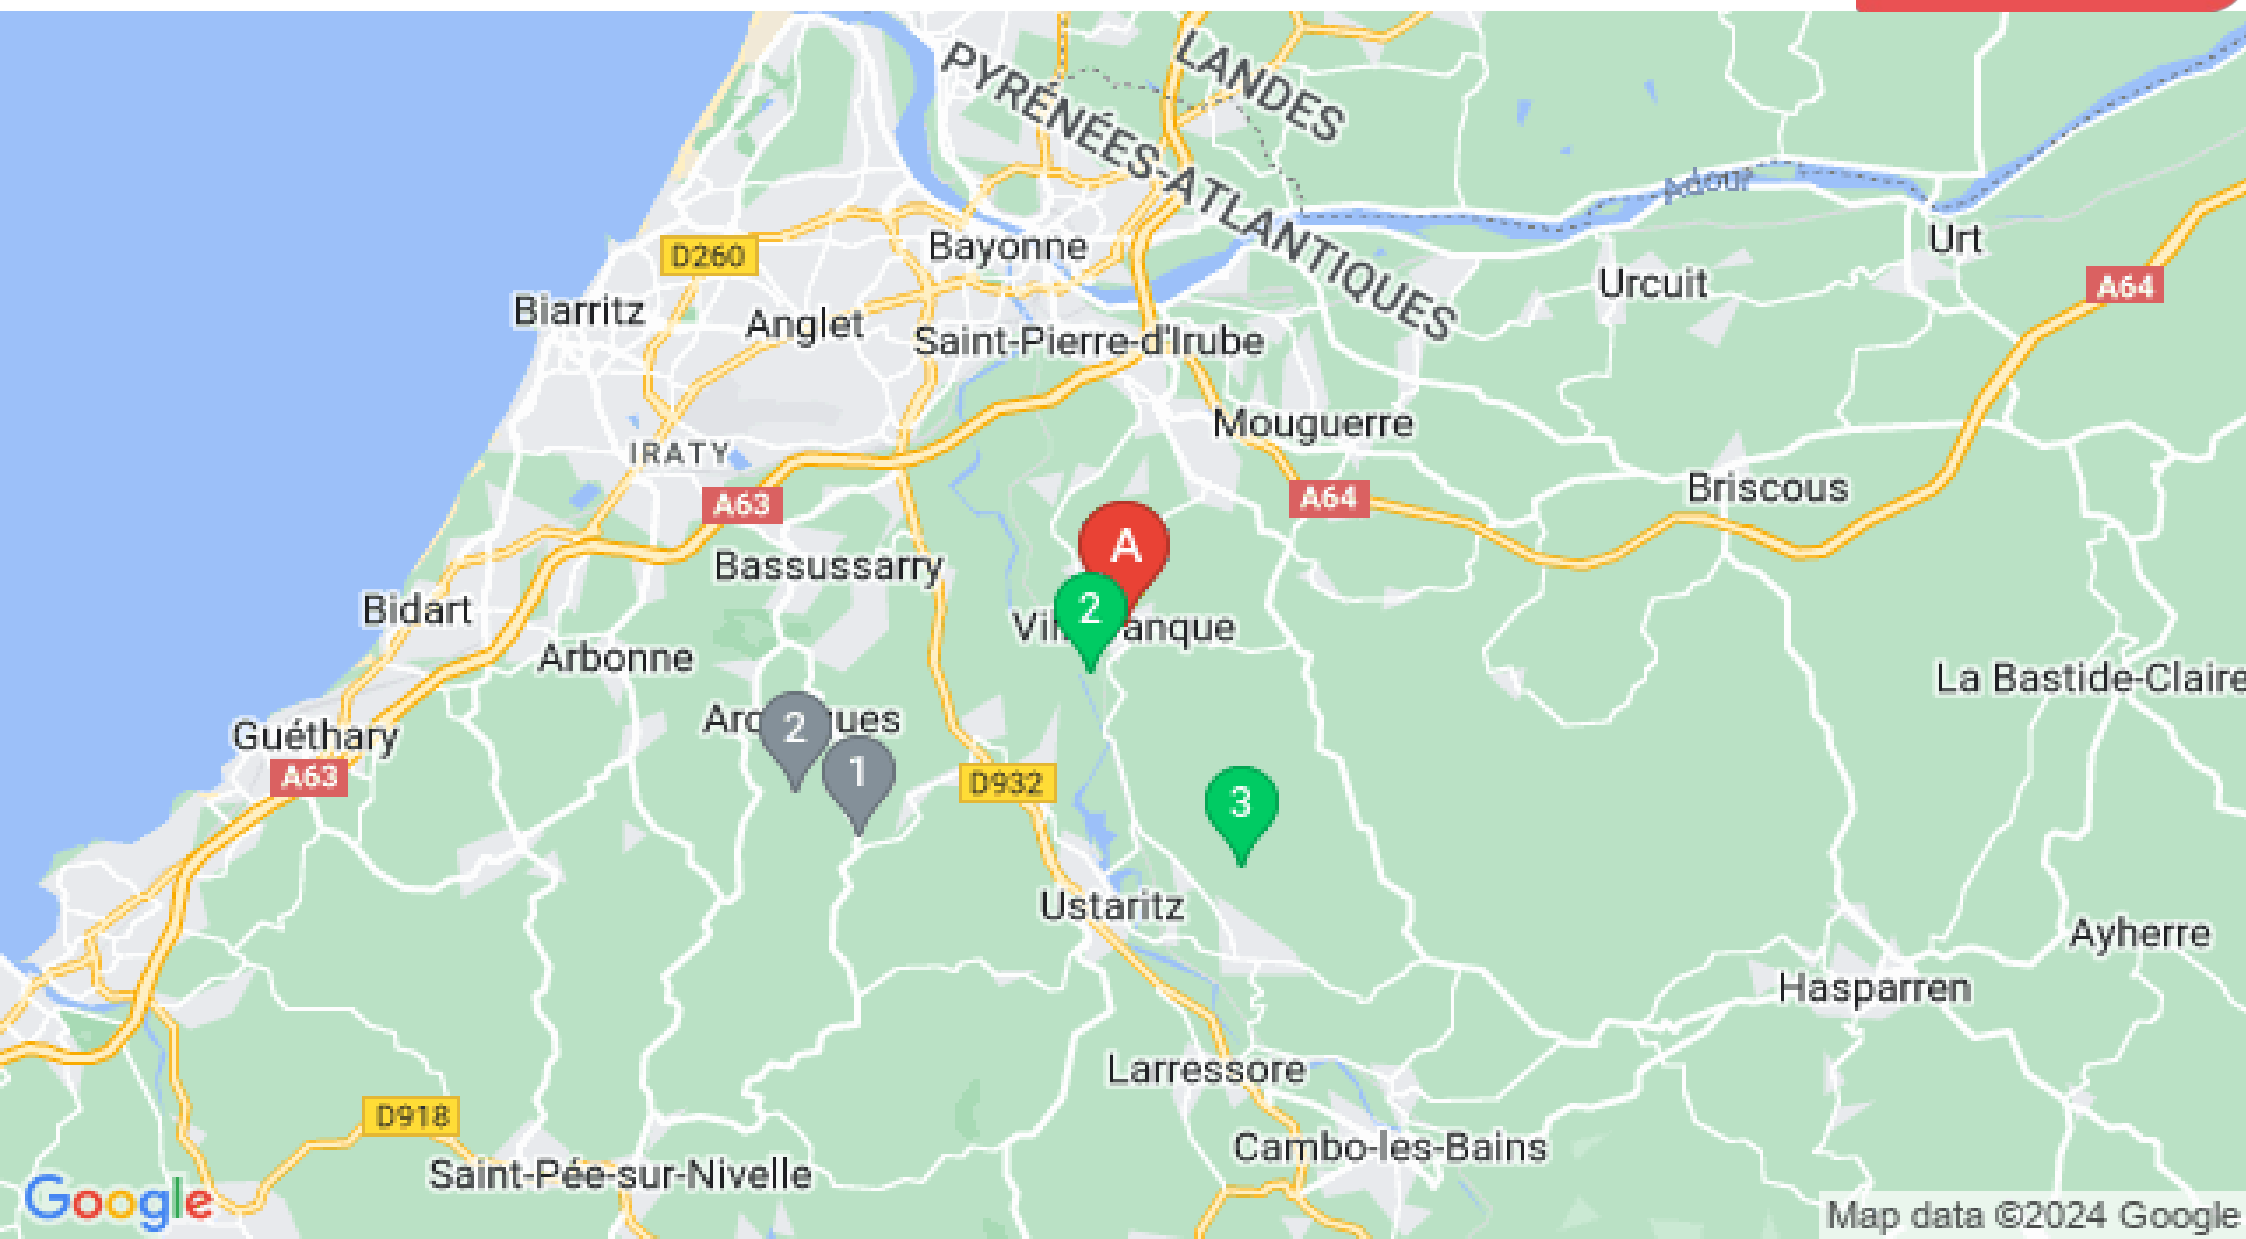 LANDES
PYRÉNÉES-ATLANTIQUES
Adour
Bayonne
Urt
D260
Urcuit
A64
Biarritz
Anglet
Saint-Pierre-d'Irube
Mouguerre
IRATY
Briscous
A63
A64
A
Bassussarry
Bidart
2
anque
Arbonne
La Bastide-Claire
2
ues
Guéthary
1
A63
D932
3
Ustaritz
Ayherre
Hasparren
Larressore
D918
Cambo-les-Bains
Saint-Pée-sur-Nivelle
Google
Map data ©2024 Google